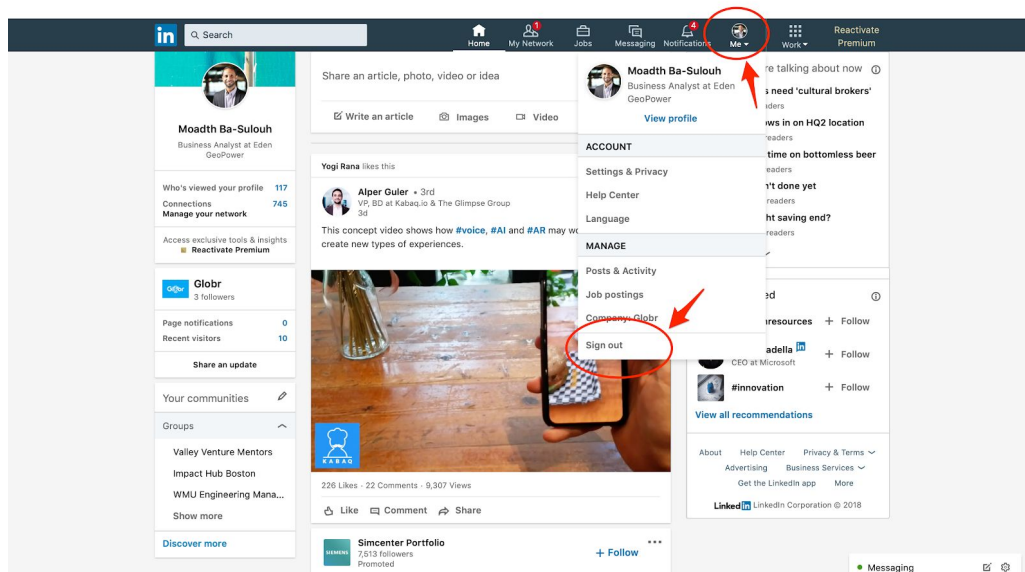 in
Search
Home
1
My Network
Jobs
Messaging
4
Notifications
Me
Work
Reactivate
Premium
Moadth Ba-Sulouh
Business Analyst at Eden
GeoPower
Who's viewed your profile 117
Connections 745
Manage your network
Access exclusive tools & insights
Reactivate Premium
Globr
Globr
3 followers
Page notifications 0
Recent visitors 10
Share an update
Your communities
Groups
Valley Venture Mentors
Impact Hub Boston
WMU Engineering Mana...
Show more
Discover more
Share an article, photo, video or idea
Write an article
Images
Video
Yogi Rana likes this
Alper Guler • 3rd
VP, BD at Kabaq.io & The Glimpse Group
3d
This concept video shows how #voice, #AI and #AR may
create new types of experiences.
KABAQ
226 Likes · 22 Comments · 9,307 Views
Like
Comment
Share
SIEMENS
Simcenter Portfolio
7,513 followers
Promoted
+ Follow
Moadth Ba-Sulouh
Business Analyst at Eden
GeoPower
View profile
ACCOUNT
Settings & Privacy
Help Center
Language
MANAGE
Posts & Activity
Job postings
Company: Globr
Sign out
re talking about now
need 'cultural brokers'
aders
ows in on HQ2 location
readers
time on bottomless beer
readers
n't done yet
readers
ht saving end?
readers
ed
resources + Follow
adella in
CEO at Microsoft
+ Follow
#innovation + Follow
View all recommendations
About Help Center Privacy & Terms
Advertising Business Services
Get the LinkedIn app More
Linked in LinkedIn Corporation © 2018
Messaging